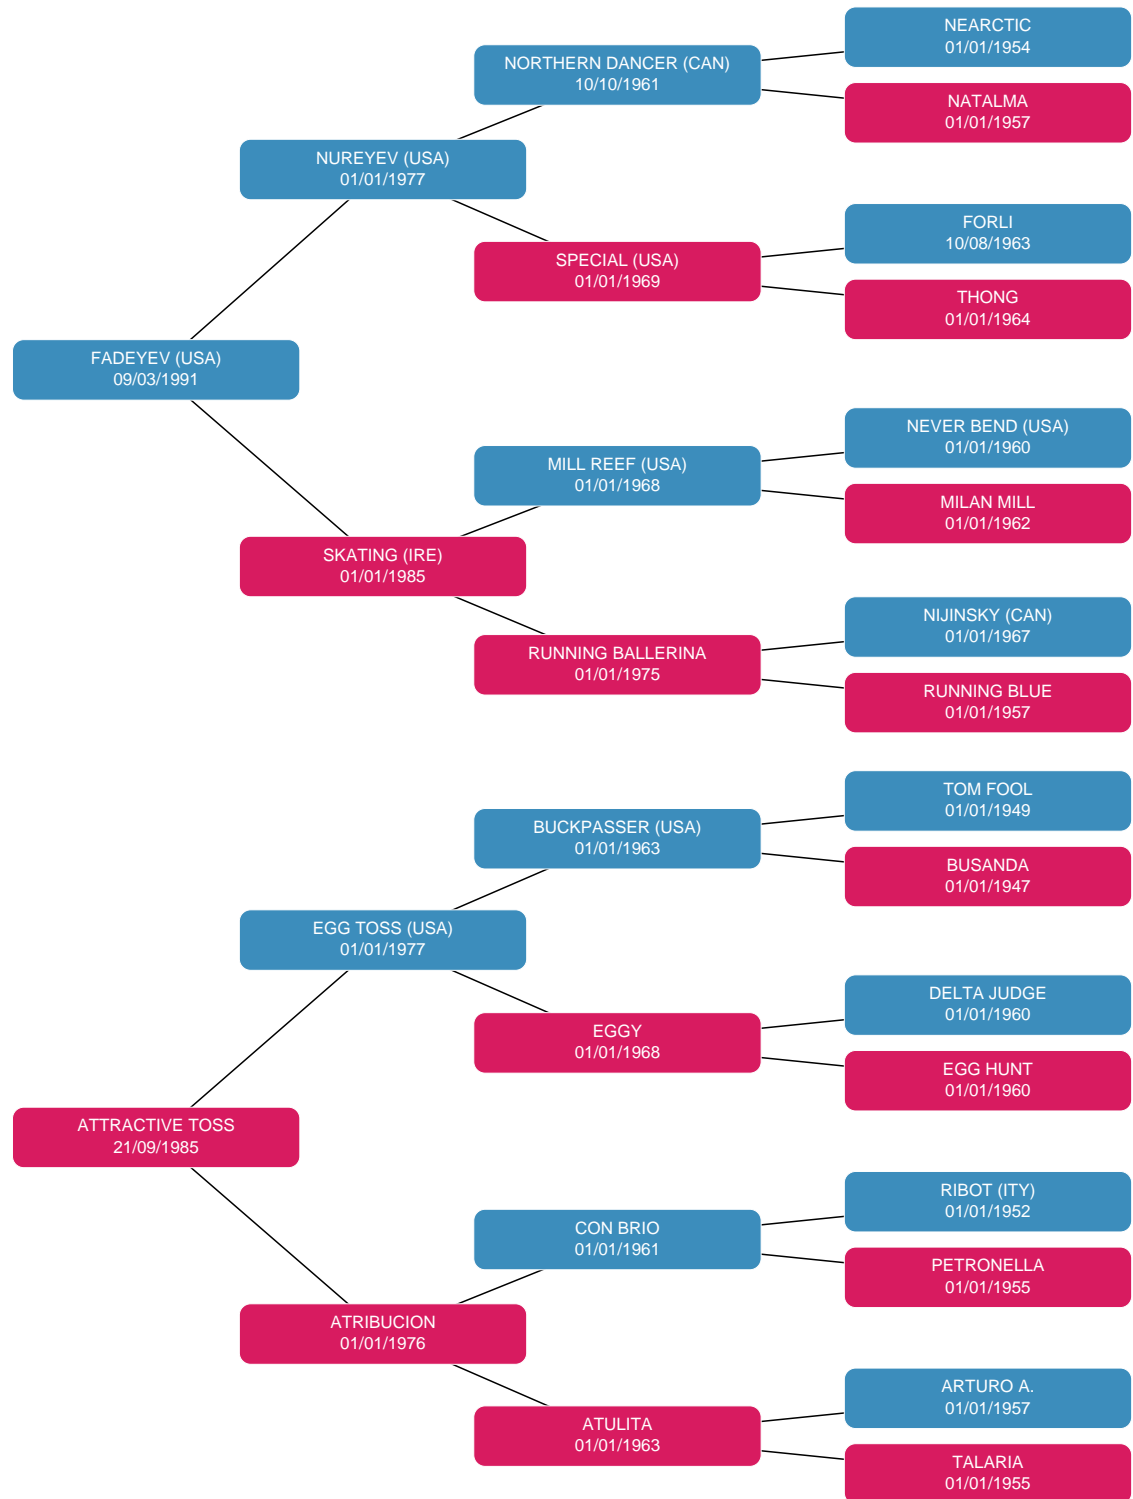 NEARCTIC
01/01/1954
NORTHERN DANCER (CAN)
10/10/1961
NATALMA
01/01/1957
NUREYEV (USA)
01/01/1977
FORLI
10/08/1963
SPECIAL (USA)
01/01/1969
THONG
01/01/1964
FADEYEV (USA)
09/03/1991
NEVER BEND (USA)
01/01/1960
MILL REEF (USA)
01/01/1968
MILAN MILL
01/01/1962
SKATING (IRE)
01/01/1985
NIJINSKY (CAN)
01/01/1967
RUNNING BALLERINA
01/01/1975
RUNNING BLUE
01/01/1957
TOM FOOL
01/01/1949
BUCKPASSER (USA)
01/01/1963
BUSANDA
01/01/1947
EGG TOSS (USA)
01/01/1977
DELTA JUDGE
01/01/1960
EGGY
01/01/1968
EGG HUNT
01/01/1960
ATTRACTIVE TOSS
21/09/1985
RIBOT (ITY)
01/01/1952
CON BRIO
01/01/1961
PETRONELLA
01/01/1955
ATRIBUCION
01/01/1976
ARTURO A.
01/01/1957
ATULITA
01/01/1963
TALARIA
01/01/1955